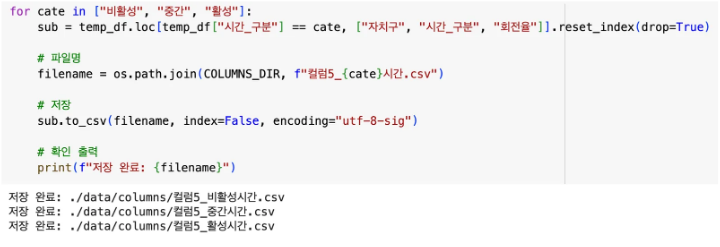 for cate in ["비활성", "중간", "활성"]:
    sub = temp_df.loc[temp_df["시간_구분"] == cate, ["자치구", "시간_구분", "회전율"]].reset_index(drop=True)

    # 파일명
    filename = os.path.join(COLUMNS_DIR, f"컬럼5_{cate}시간.csv")

    # 저장
    sub.to_csv(filename, index=False, encoding="utf-8-sig")

    # 확인 출력
    print(f"저장 완료: {filename}")

저장 완료: ./data/columns/컬럼5_비활성시간.csv
저장 완료: ./data/columns/컬럼5_중간시간.csv
저장 완료: ./data/columns/컬럼5_활성시간.csv